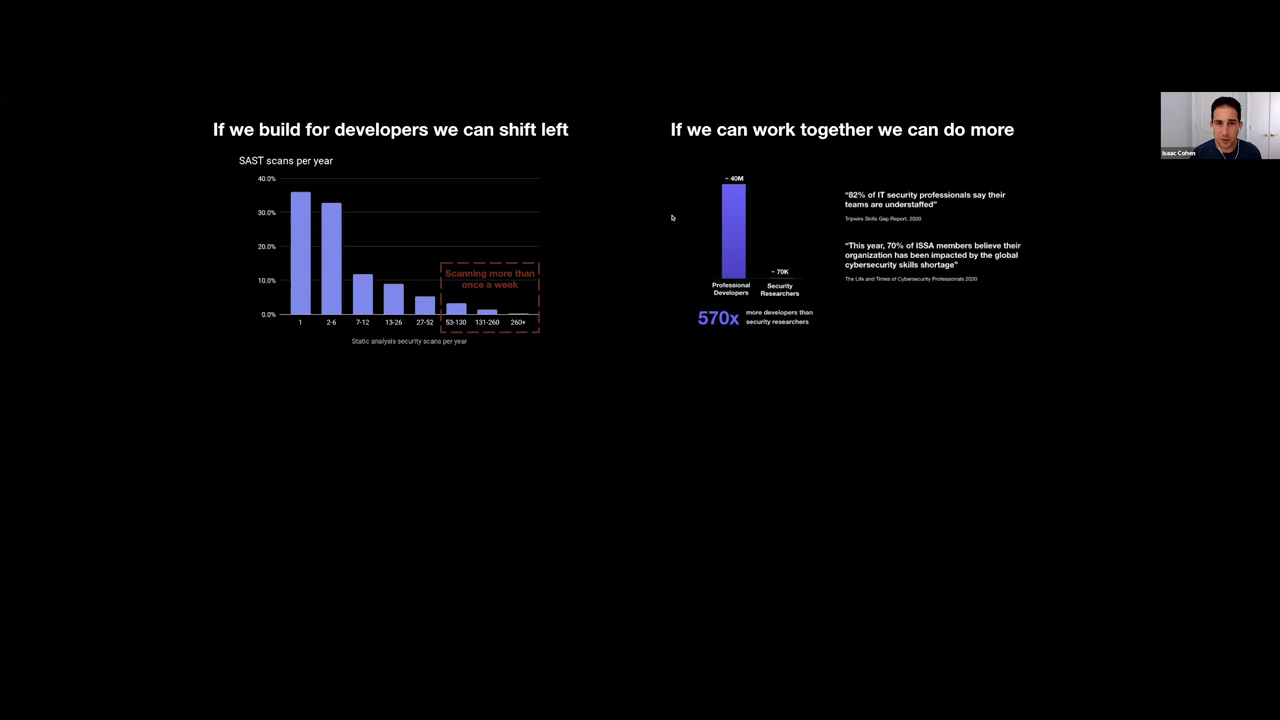 If we build for developers we can shift left
SAST scans per year
40.0%
30.0%
20.0%
10.0%
0.0%
Scanning more than
once a week
1
2-6
7-12
13-26
27-52
53-130
131-260
260+
Static analysis security scans per year
If we can work together we can do more
~ 40M
~ 70K
Professional
Developers
Security
Researchers
570x
more developers than
security researchers
“82% of IT security professionals say their
teams are understaffed”
Tripwire Skills Gap Report, 2020
“This year, 70% of ISSA members believe their
organization has been impacted by the global
cybersecurity skills shortage”
The Life and Times of Cybersecurity Professionals 2020
Isaac Cohen